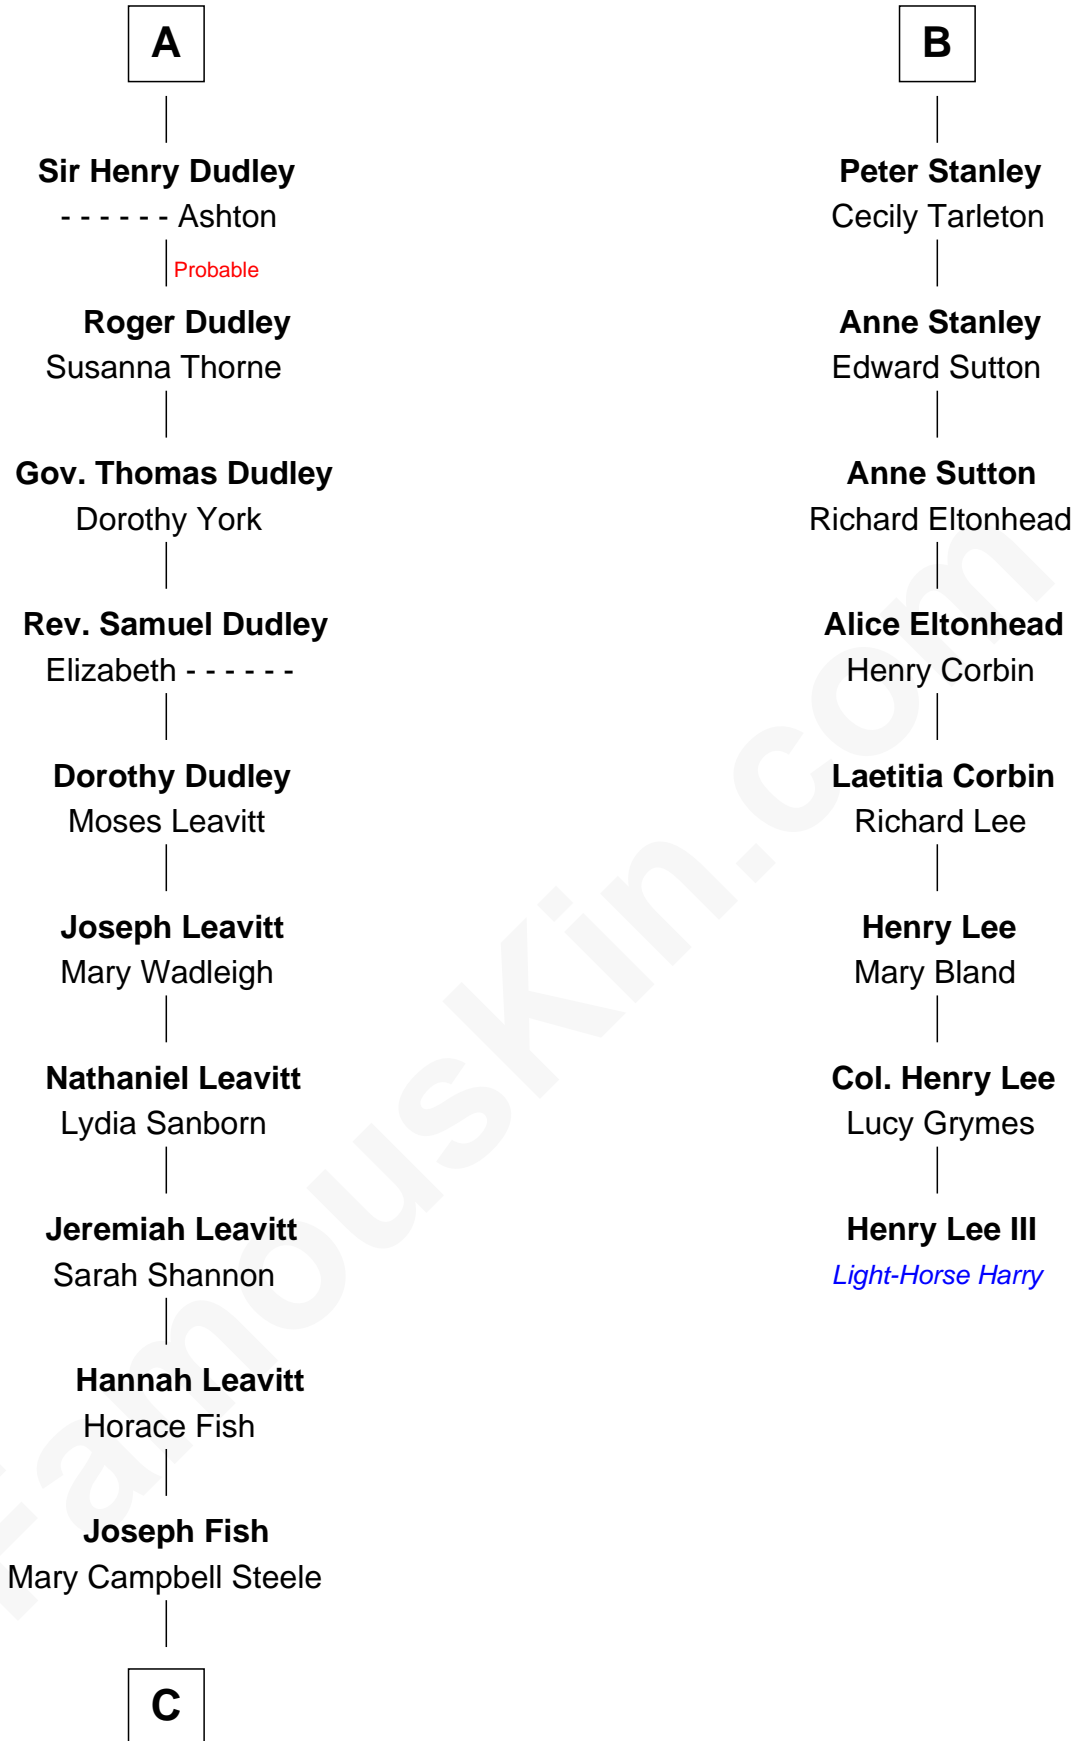 A
Sir Henry Dudley
- - - - - - Ashton
Probable
Roger Dudley
Susanna Thorne
Gov. Thomas Dudley
Dorothy York
Rev. Samuel Dudley
Elizabeth - - - - - -
Dorothy Dudley
Moses Leavitt
Joseph Leavitt
Mary Wadleigh
Nathaniel Leavitt
Lydia Sanborn
Jeremiah Leavitt
Sarah Shannon
Hannah Leavitt
Horace Fish
Joseph Fish
Mary Campbell Steele
C
B
Peter Stanley
Cecily Tarleton
Anne Stanley
Edward Sutton
Anne Sutton
Richard Eltonhead
Alice Eltonhead
Henry Corbin
Laetitia Corbin
Richard Lee
Henry Lee
Mary Bland
Col. Henry Lee
Lucy Grymes
Henry Lee III
Light-Horse Harry
FamousKin.com